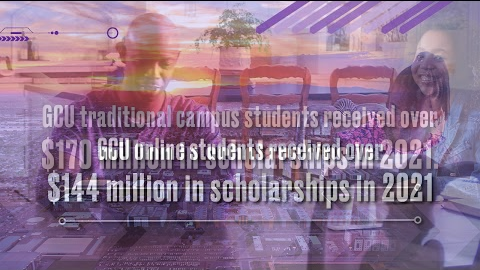 GCU traditional campus students received over
GCU online students received over
$170 in 2021.
$144 million in scholarships in 2021